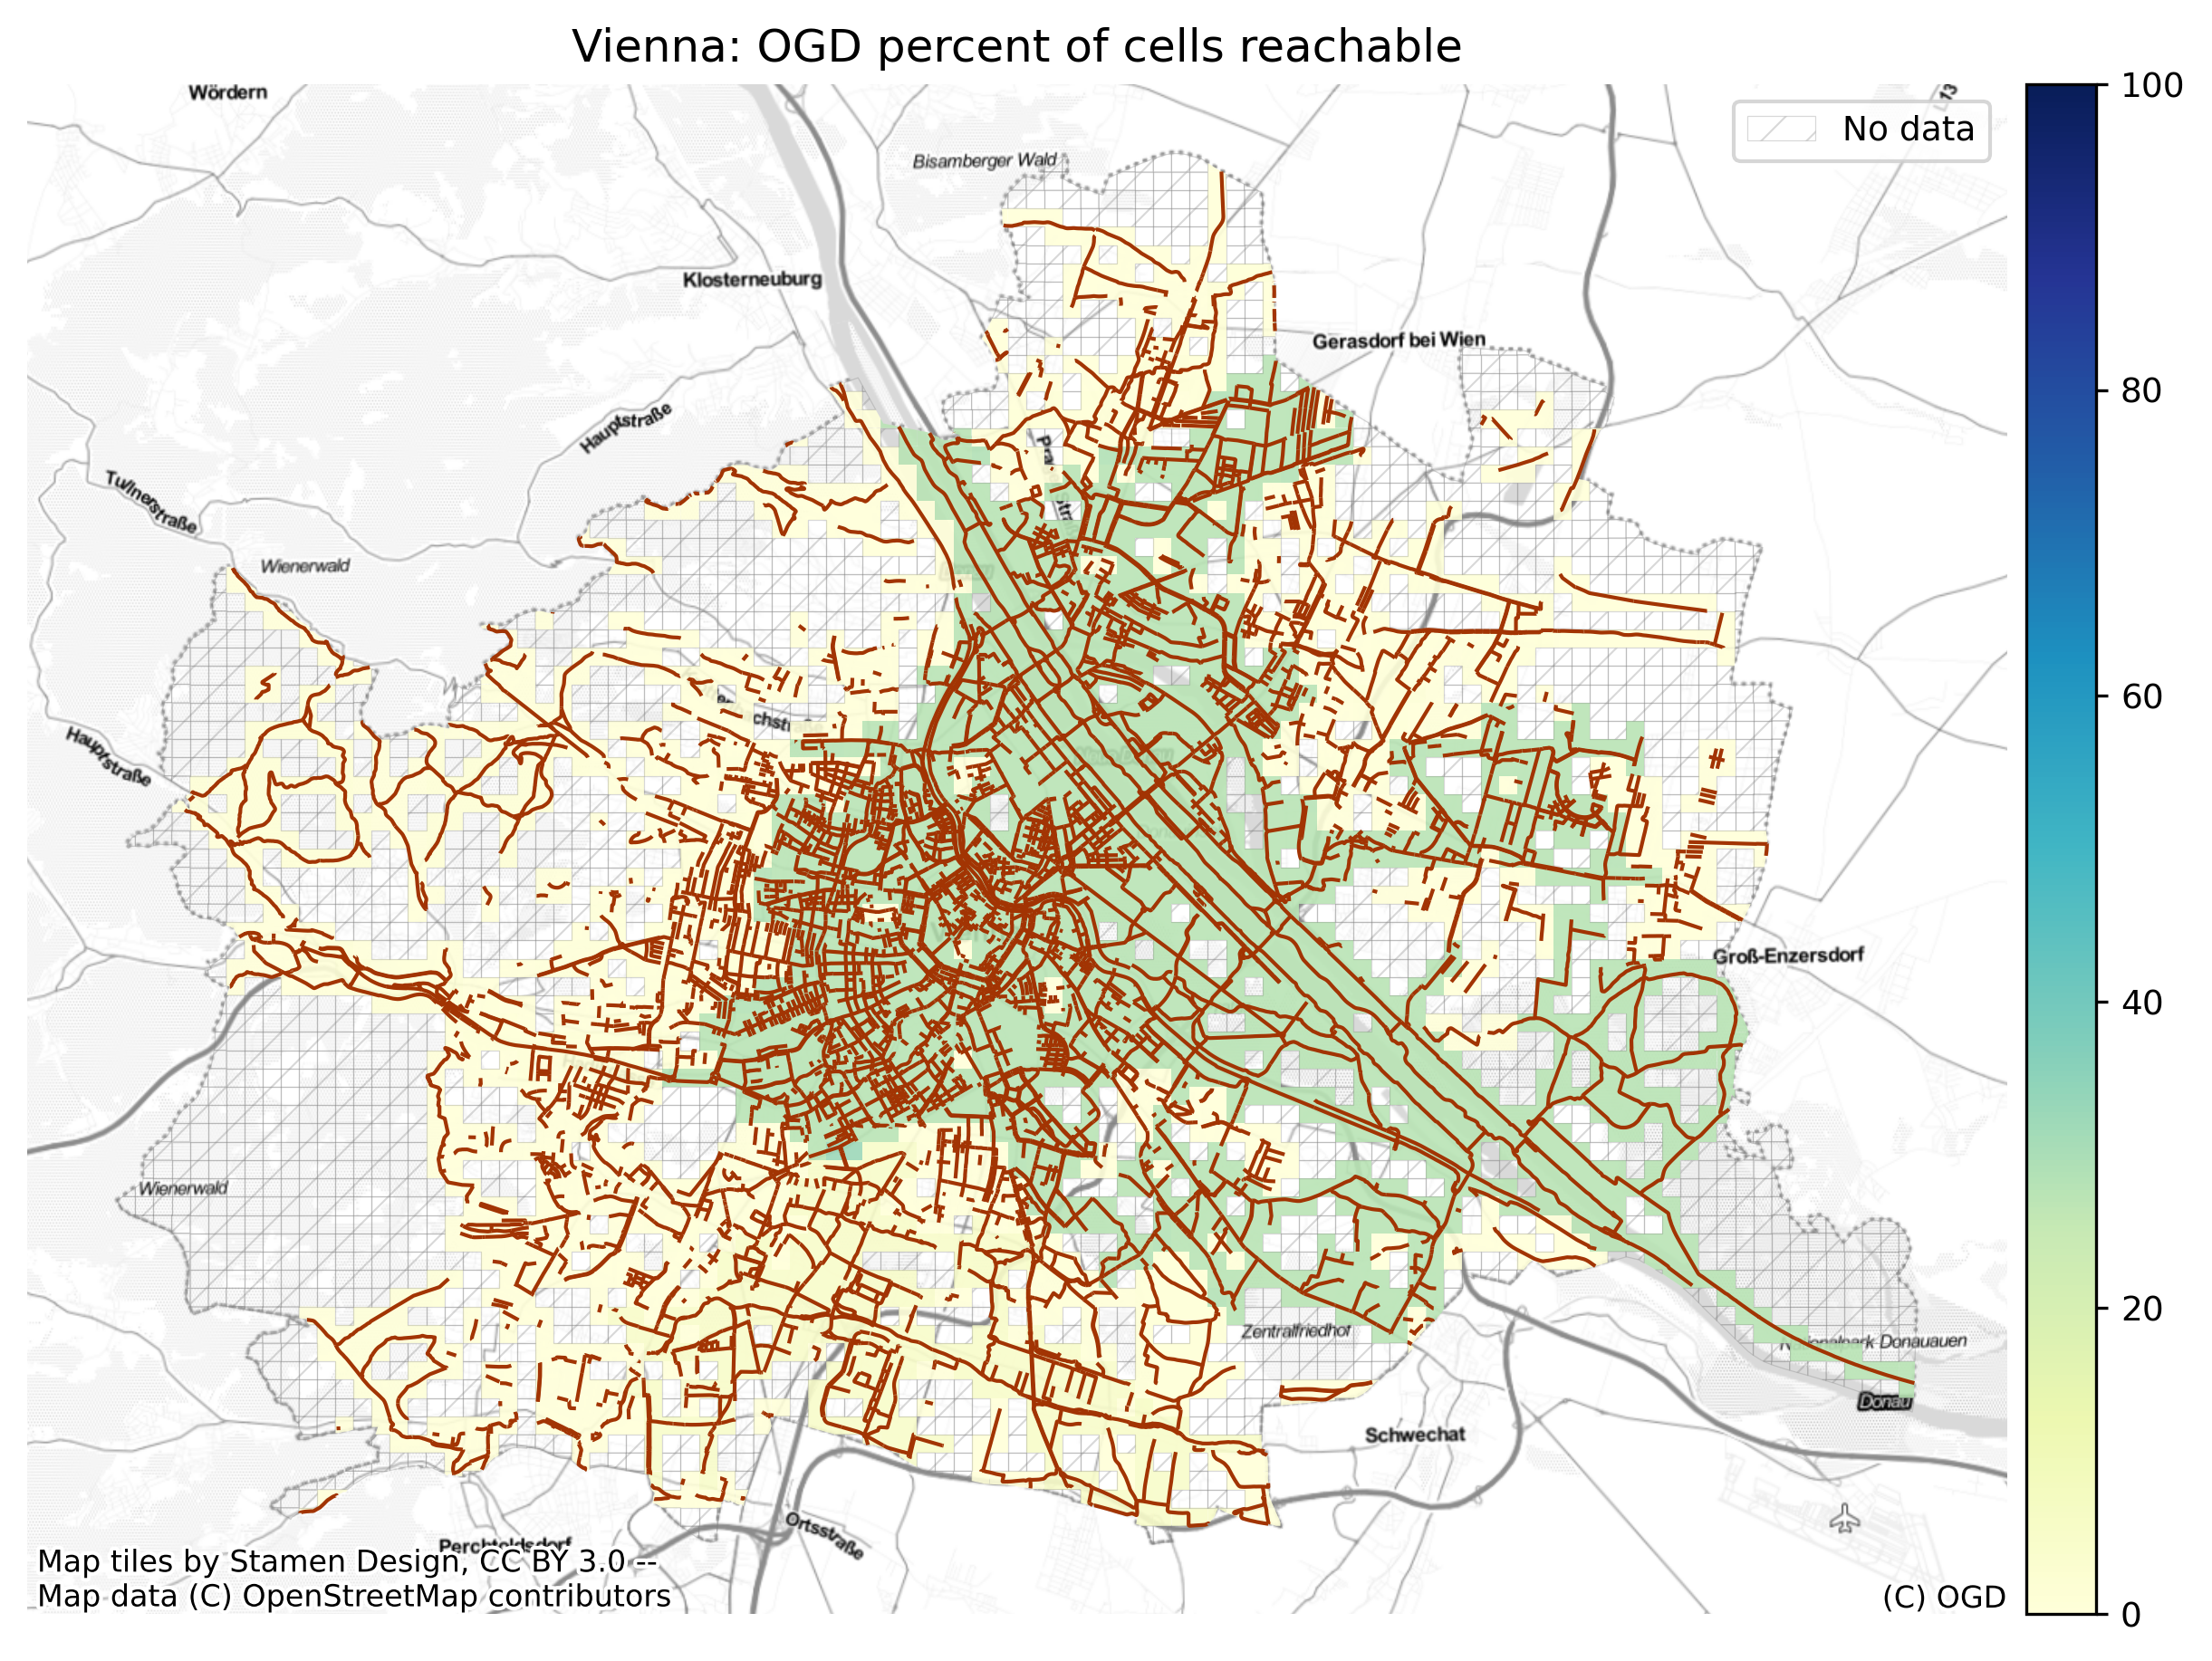 Vienna: OGD percent of cells reachable
Wördern
Bisamberger Wald
No data
100
Klosterneuburg
Gerasdorf bei Wien
80
Hauptstraße
Tullnerstraße
Wienerwald
60
Hauptstraße
Groß-Enzersdorf
40
Wienerwald
20
Zentralfriedhof
Nationalpark Donauauen
Donau
Schwechat
Ortsstraße
Perchtoldsdorf
Map tiles by Stamen Design, CC BY 3.0 --
Map data (C) OpenStreetMap contributors
(C) OGD
0